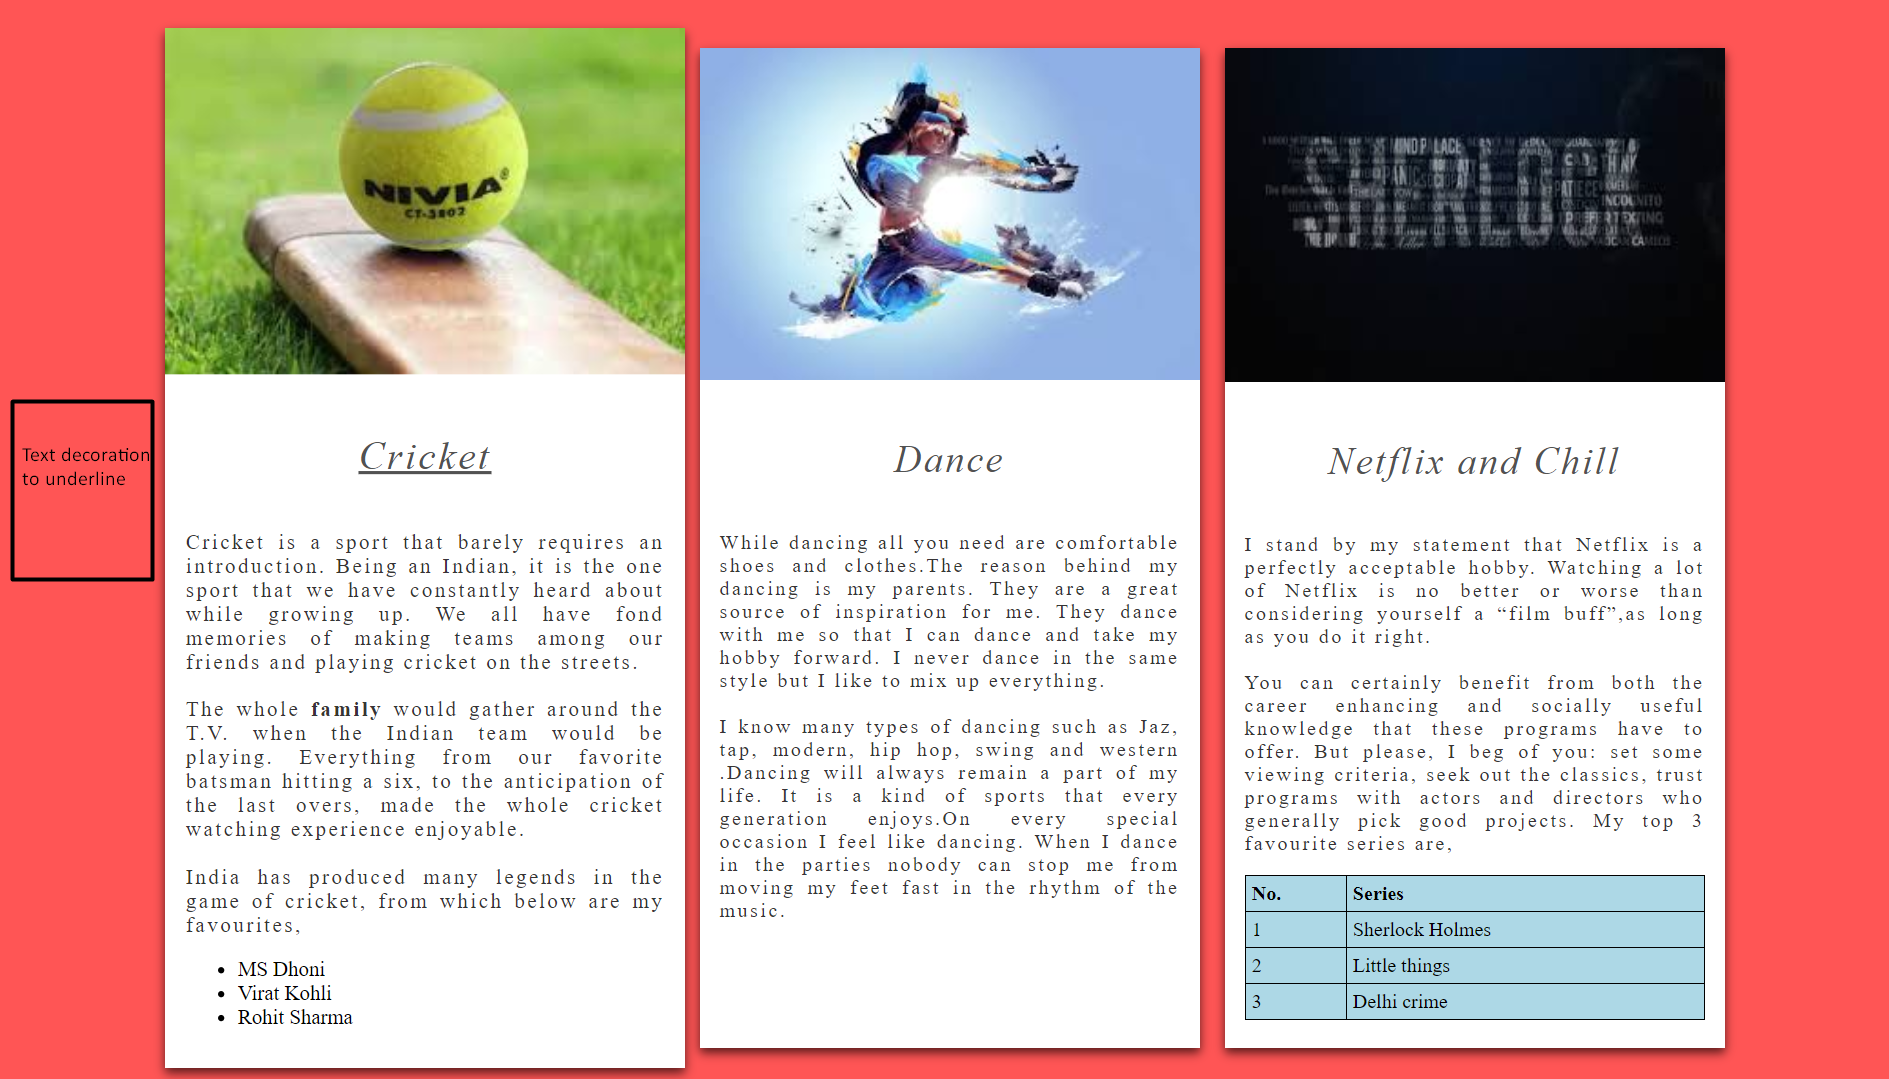 NIVIA®
CT-3802
MIND PALACE
PANIC
SHERLOCK
INCOGNITO
PREFER TEXTING
Text decoration
to underline
Cricket
Cricket is a sport that barely requires an
introduction. Being an Indian, it is the one
sport that we have constantly heard about
while growing up. We all have fond
memories of making teams among our
friends and playing cricket on the streets.
The whole family would gather around the
T.V. when the Indian team would be
playing. Everything from our favorite
batsman hitting a six, to the anticipation of
the last overs, made the whole cricket
watching experience enjoyable.
India has produced many legends in the
game of cricket, from which below are my
favourites,
• MS Dhoni
• Virat Kohli
• Rohit Sharma
Dance
While dancing all you need are comfortable
shoes and clothes.The reason behind my
dancing is my parents. They are a great
source of inspiration for me. They dance
with me so that I can dance and take my
hobby forward. I never dance in the same
style but I like to mix up everything.
I know many types of dancing such as Jaz,
tap, modern, hip hop, swing and western
.Dancing will always remain a part of my
life. It is a kind of sports that every
generation enjoys.On every special
occasion I feel like dancing. When I dance
in the parties nobody can stop me from
moving my feet fast in the rhythm of the
music.
Netflix and Chill
I stand by my statement that Netflix is a
perfectly acceptable hobby. Watching a lot
of Netflix is no better or worse than
considering yourself a “film buff”,as long
as you do it right.
You can certainly benefit from both the
career enhancing and socially useful
knowledge that these programs have to
offer. But please, I beg of you: set some
viewing criteria, seek out the classics, trust
programs with actors and directors who
generally pick good projects. My top 3
favourite series are,
No. Series
1 Sherlock Holmes
2 Little things
3 Delhi crime